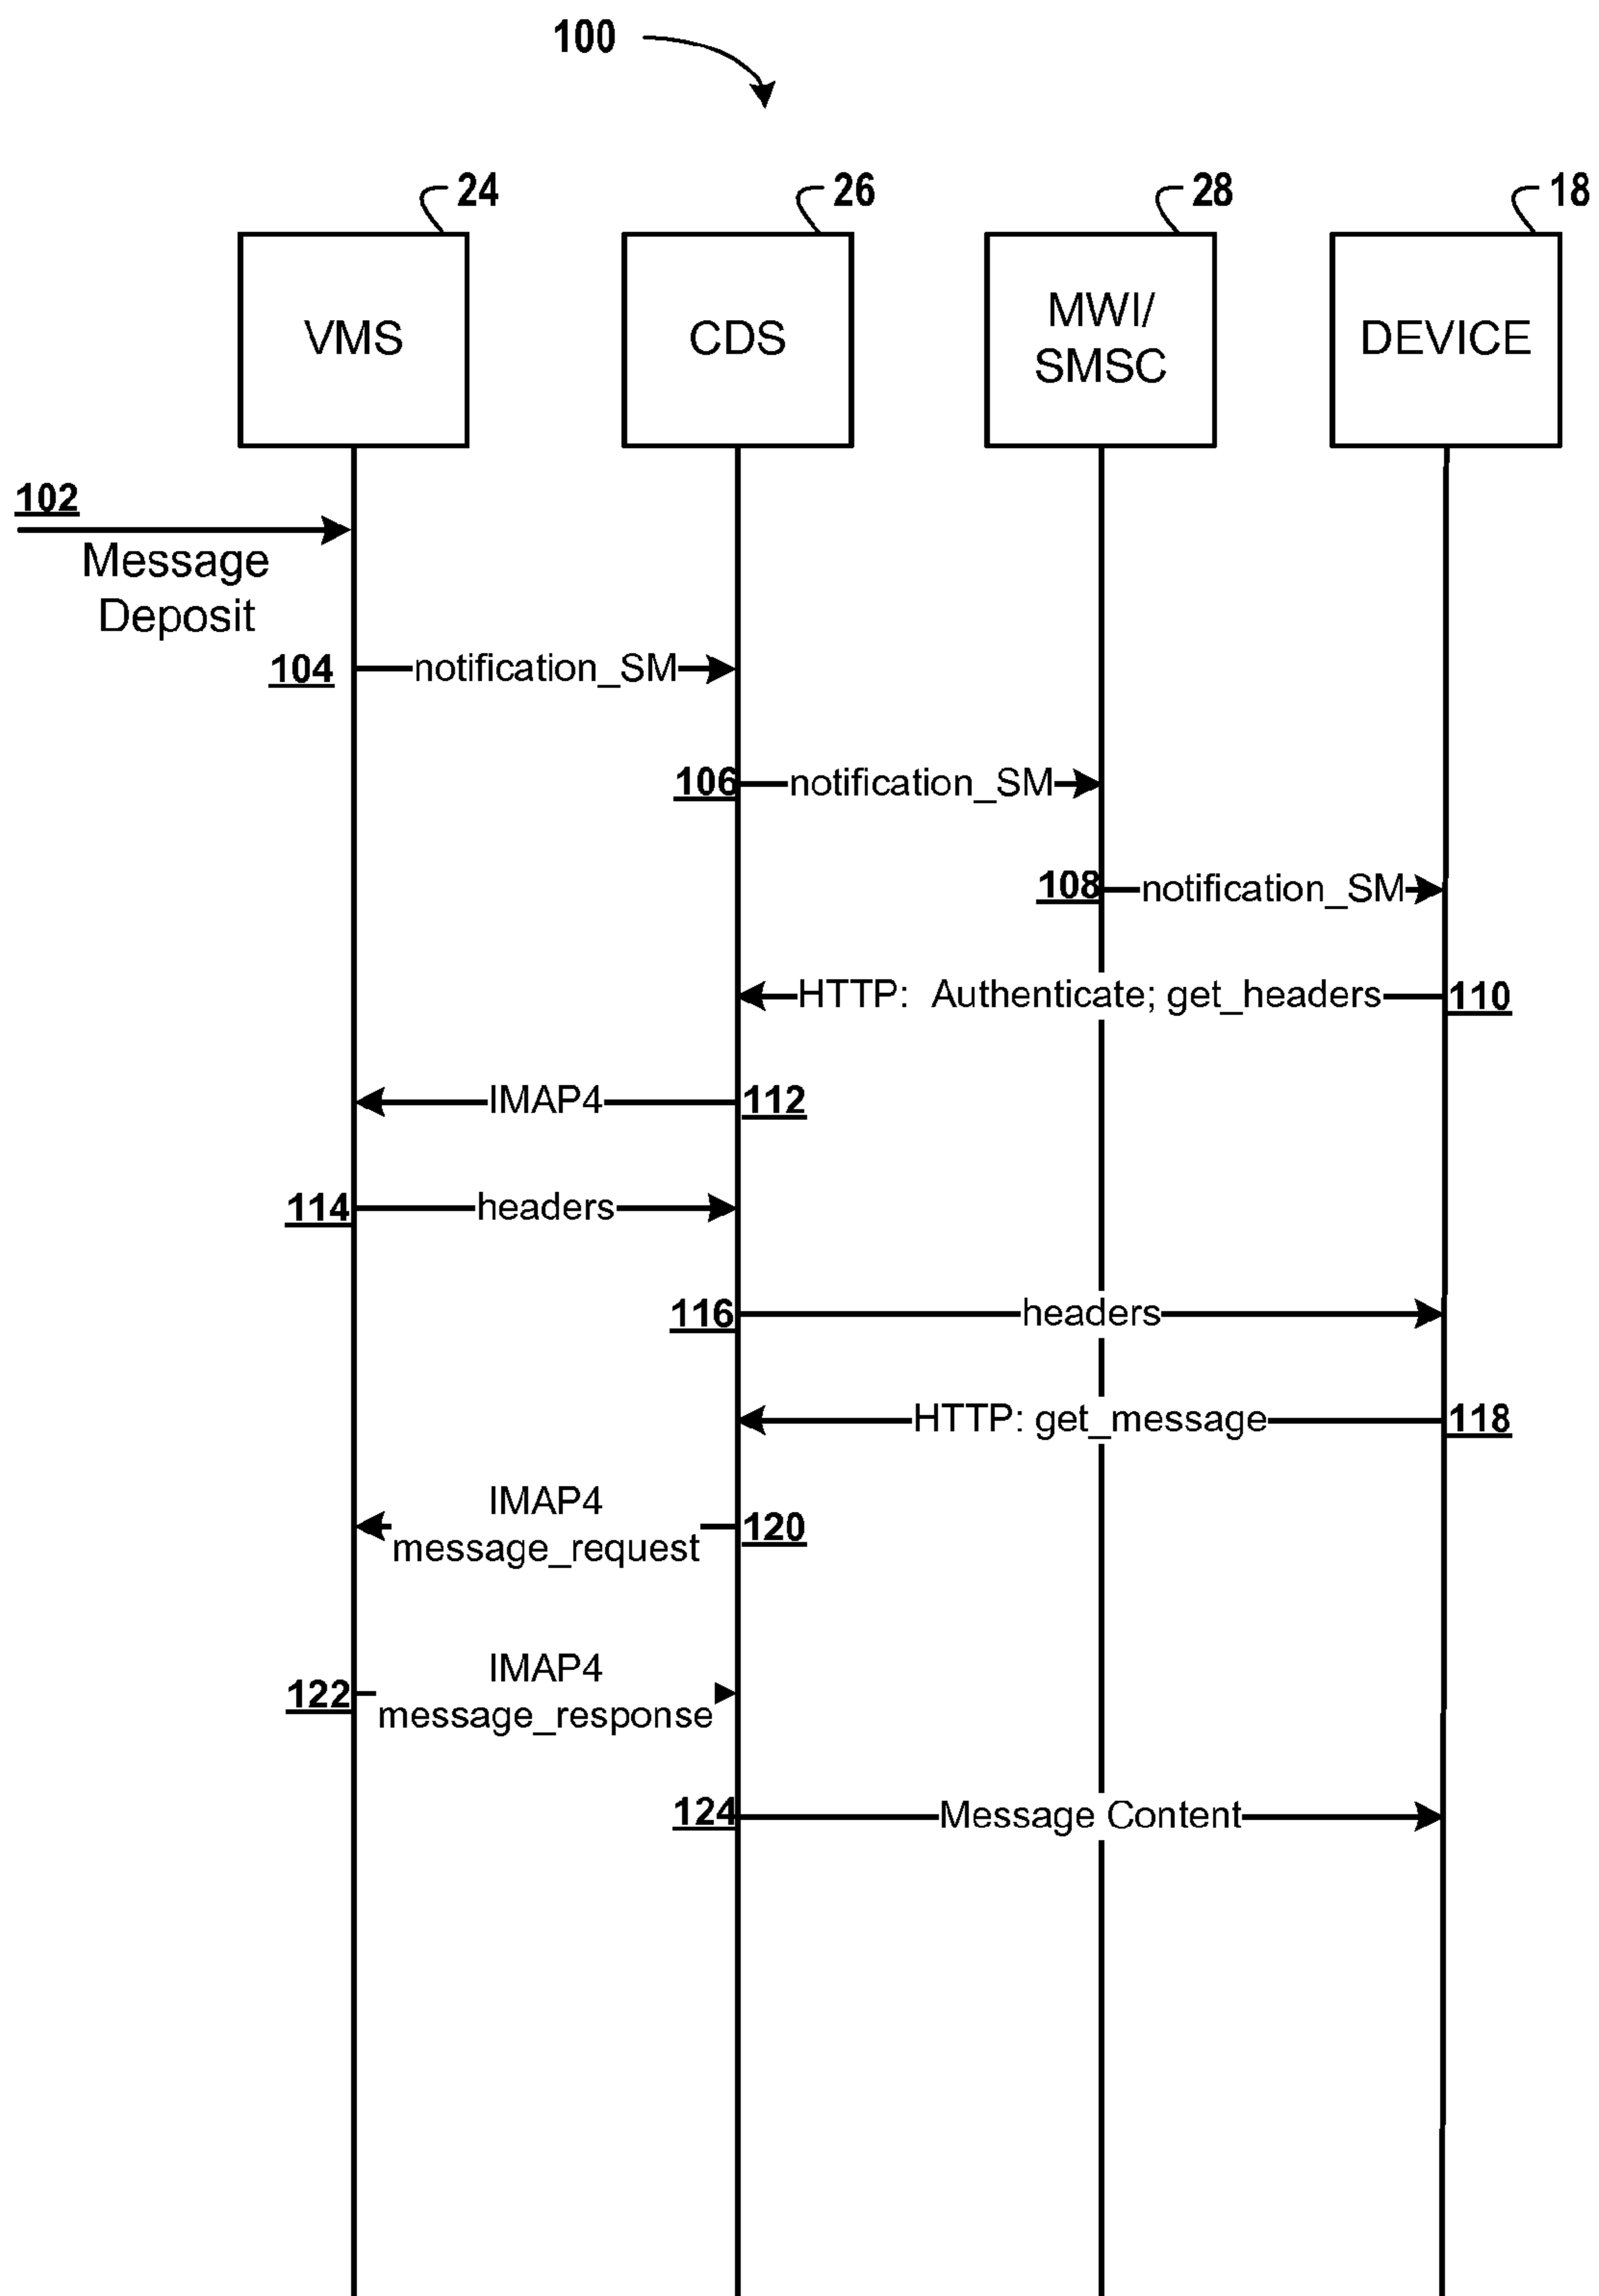 100
24
26
28
18
VMS
CDS
MWI/
SMSC
DEVICE
102
Message
Deposit
104
notification_SM
106
notification_SM
108
notification_SM
HTTP:  Authenticate; get_headers
110
IMAP4
112
114
headers
116
headers
HTTP: get_message
118
IMAP4
message_request
120
122
IMAP4
message_response
124
Message Content